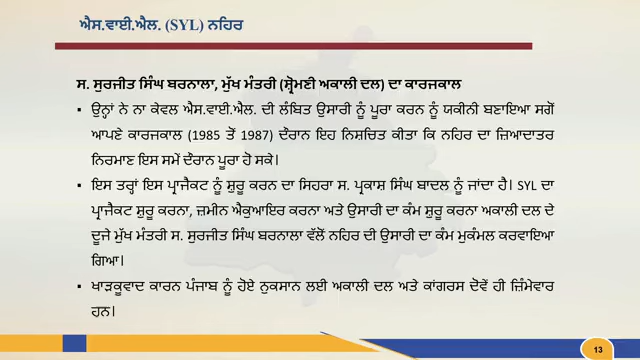 ਐਸ.ਵਾਈ.ਐਲ. (SYL) ਨਹਿਰ
ਸ. ਸੁਰਜੀਤ ਸਿੰਘ ਬਰਨਾਲਾ, ਮੁੱਖ ਮੰਤਰੀ (ਸ਼੍ਰੋਮਣੀ ਅਕਾਲੀ ਦਲ) ਦਾ ਕਾਰਜਕਾਲ
▪ ਉਨ੍ਹਾਂ ਨੇ ਨਾ ਕੇਵਲ ਐਸ.ਵਾਈ.ਐਲ. ਦੀ ਲੰਬਿਤ ਉਸਾਰੀ ਨੂੰ ਪੂਰਾ ਕਰਨ ਨੂੰ ਯਕੀਨੀ ਬਣਾਇਆ ਸਗੋਂ
ਆਪਣੇ ਕਾਰਜਕਾਲ (1985 ਤੋਂ 1987) ਦੌਰਾਨ ਇਹ ਨਿਸ਼ਚਿਤ ਕੀਤਾ ਕਿ ਨਹਿਰ ਦਾ ਜ਼ਿਆਦਾਤਰ
ਨਿਰਮਾਣ ਇਸ ਸਮੇਂ ਦੌਰਾਨ ਪੂਰਾ ਹੋ ਸਕੇ।
▪ ਇਸ ਤਰ੍ਹਾਂ ਇਸ ਪ੍ਰਾਜੈਕਟ ਨੂੰ ਸ਼ੁਰੂ ਕਰਨ ਦਾ ਸਿਹਰਾ ਸ. ਪ੍ਰਕਾਸ਼ ਸਿੰਘ ਬਾਦਲ ਨੂੰ ਜਾਂਦਾ ਹੈ। SYL ਦਾ
ਪ੍ਰਾਜੈਕਟ ਸ਼ੁਰੂ ਕਰਨਾ, ਜ਼ਮੀਨ ਐਕੁਆਇਰ ਕਰਨਾ ਅਤੇ ਉਸਾਰੀ ਦਾ ਕੰਮ ਸ਼ੁਰੂ ਕਰਨਾ ਅਕਾਲੀ ਦਲ ਦੇ
ਦੂਜੇ ਮੁੱਖ ਮੰਤਰੀ ਸ. ਸੁਰਜੀਤ ਸਿੰਘ ਬਰਨਾਲਾ ਵੱਲੋਂ ਨਹਿਰ ਦੀ ਉਸਾਰੀ ਦਾ ਕੰਮ ਮੁਕੰਮਲ ਕਰਵਾਇਆ
ਗਿਆ।
▪ ਖਾੜਕੂਵਾਦ ਕਾਰਨ ਪੰਜਾਬ ਨੂੰ ਹੋਏ ਨੁਕਸਾਨ ਲਈ ਅਕਾਲੀ ਦਲ ਅਤੇ ਕਾਂਗਰਸ ਦੋਵੇਂ ਹੀ ਜ਼ਿੰਮੇਵਾਰ
ਹਨ।
13